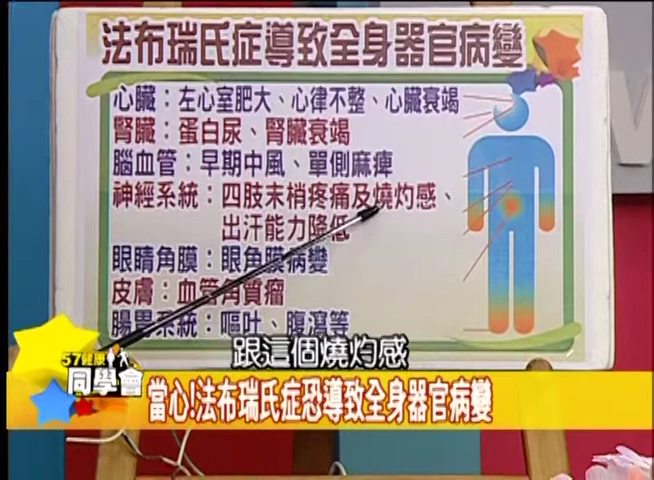 法布瑞氏症導致全身器官病變
心臟：左心室肥大、心律不整、心臟衰竭
腎臟：蛋白尿、腎臟衰竭
腦血管：早期中風、單側麻痺
神經系統：四肢末梢疼痛及燒灼感、
出汗能力降低
眼睛角膜：眼角膜病變
皮膚：血管角質瘤
腸胃系統：嘔吐、腹瀉等
跟這個燒灼感
57健康
同學會
當心!法布瑞氏症恐導致全身器官病變